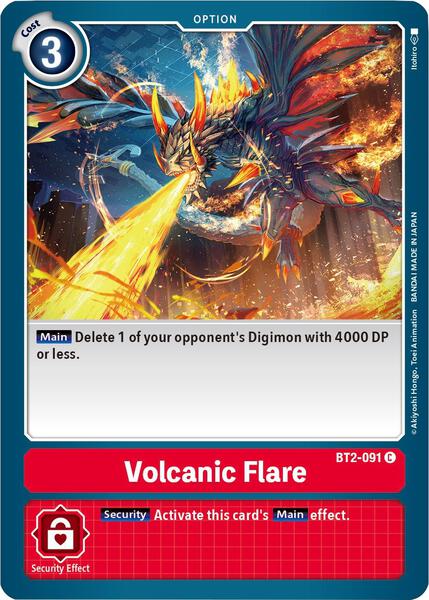 OPTION
Cost
3
Itohiro
©Akiyoshi Hongo, Toei Animation BANDAI MADE IN JAPAN
Main Delete 1 of your opponent's Digimon with 4000 DP
or less.
BT2-091 C
Volcanic Flare
Security Activate this card's Main effect.
Security Effect